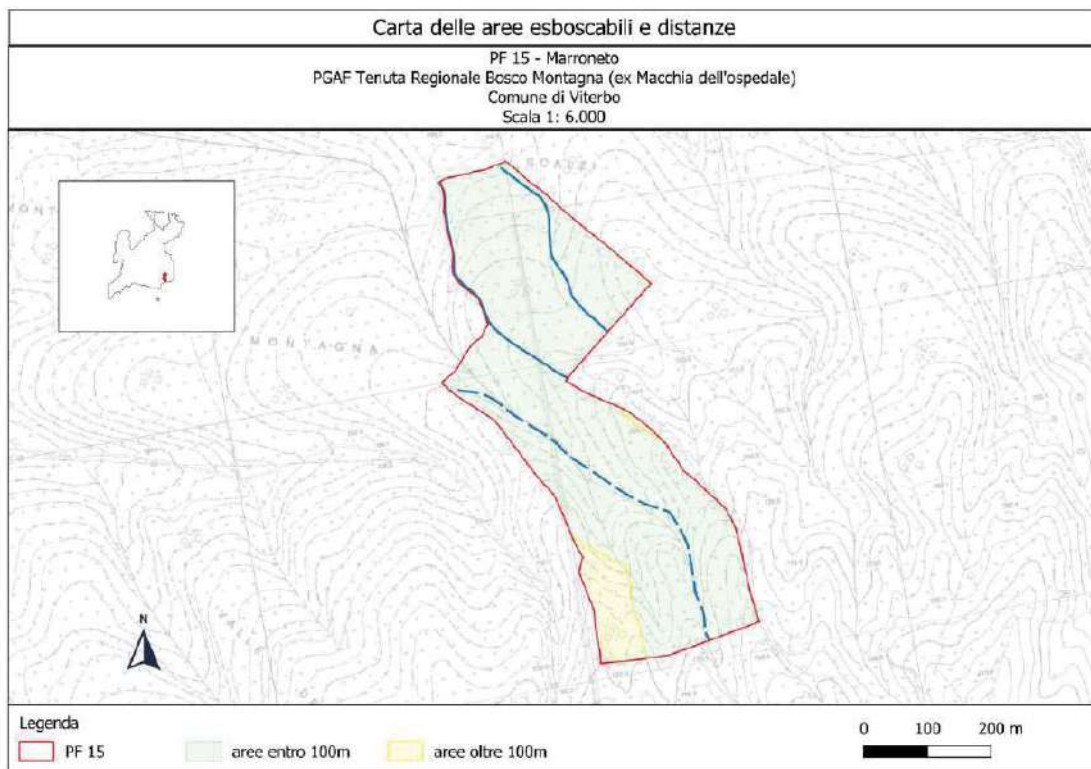 Carta delle aree esboscabili e distanze
PF 15 - Marroneto
PGAF Tenuta Regionale Bosco Montagna (ex Macchia dell'ospedale)
Comune di Viterbo
Scala 1: 6.000
MONTAGNA
N
Legenda
PF 15
aree entro 100m
aree oltre 100m
0 100 200 m